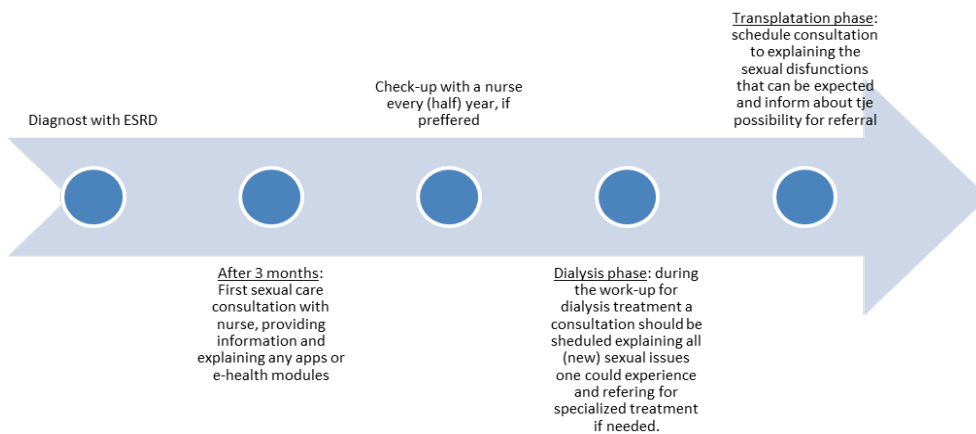 Diagnost with ESRD
After 3 months:
First sexual care
consultation with
nurse, providing
information and
explaining any apps or
e-health modules
Check-up with a nurse
every (half) year, if
preffered
Dialysis phase: during
the work-up for
dialysis treatment a
consultation should be
sheduled explaining all
(new) sexual issues
one could experience
and refering for
specialized treatment
if needed.
Transplatation phase:
schedule consultation
to explaining the
sexual disfunctions
that can be expected
and inform about tje
possibility for referral